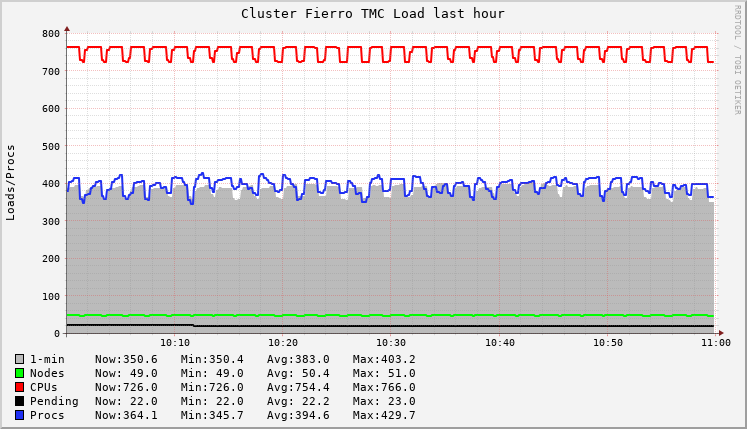 Cluster Fierro TMC Load last hour
RRDTOOL / TOBI OETIKER
Loads/Procs
800
700
600
500
400
300
200
100
0
10:10 10:20 10:30 10:40 10:50 11:00
1-min Now:350.6 Min:350.4 Avg:383.0 Max:403.2
Nodes Now: 49.0 Min: 49.0 Avg: 50.4 Max: 51.0
CPUs Now:726.0 Min:726.0 Avg:754.4 Max:766.0
Pending Now: 22.0 Min: 22.0 Avg: 22.2 Max: 23.0
Procs Now:364.1 Min:345.7 Avg:394.6 Max:429.7